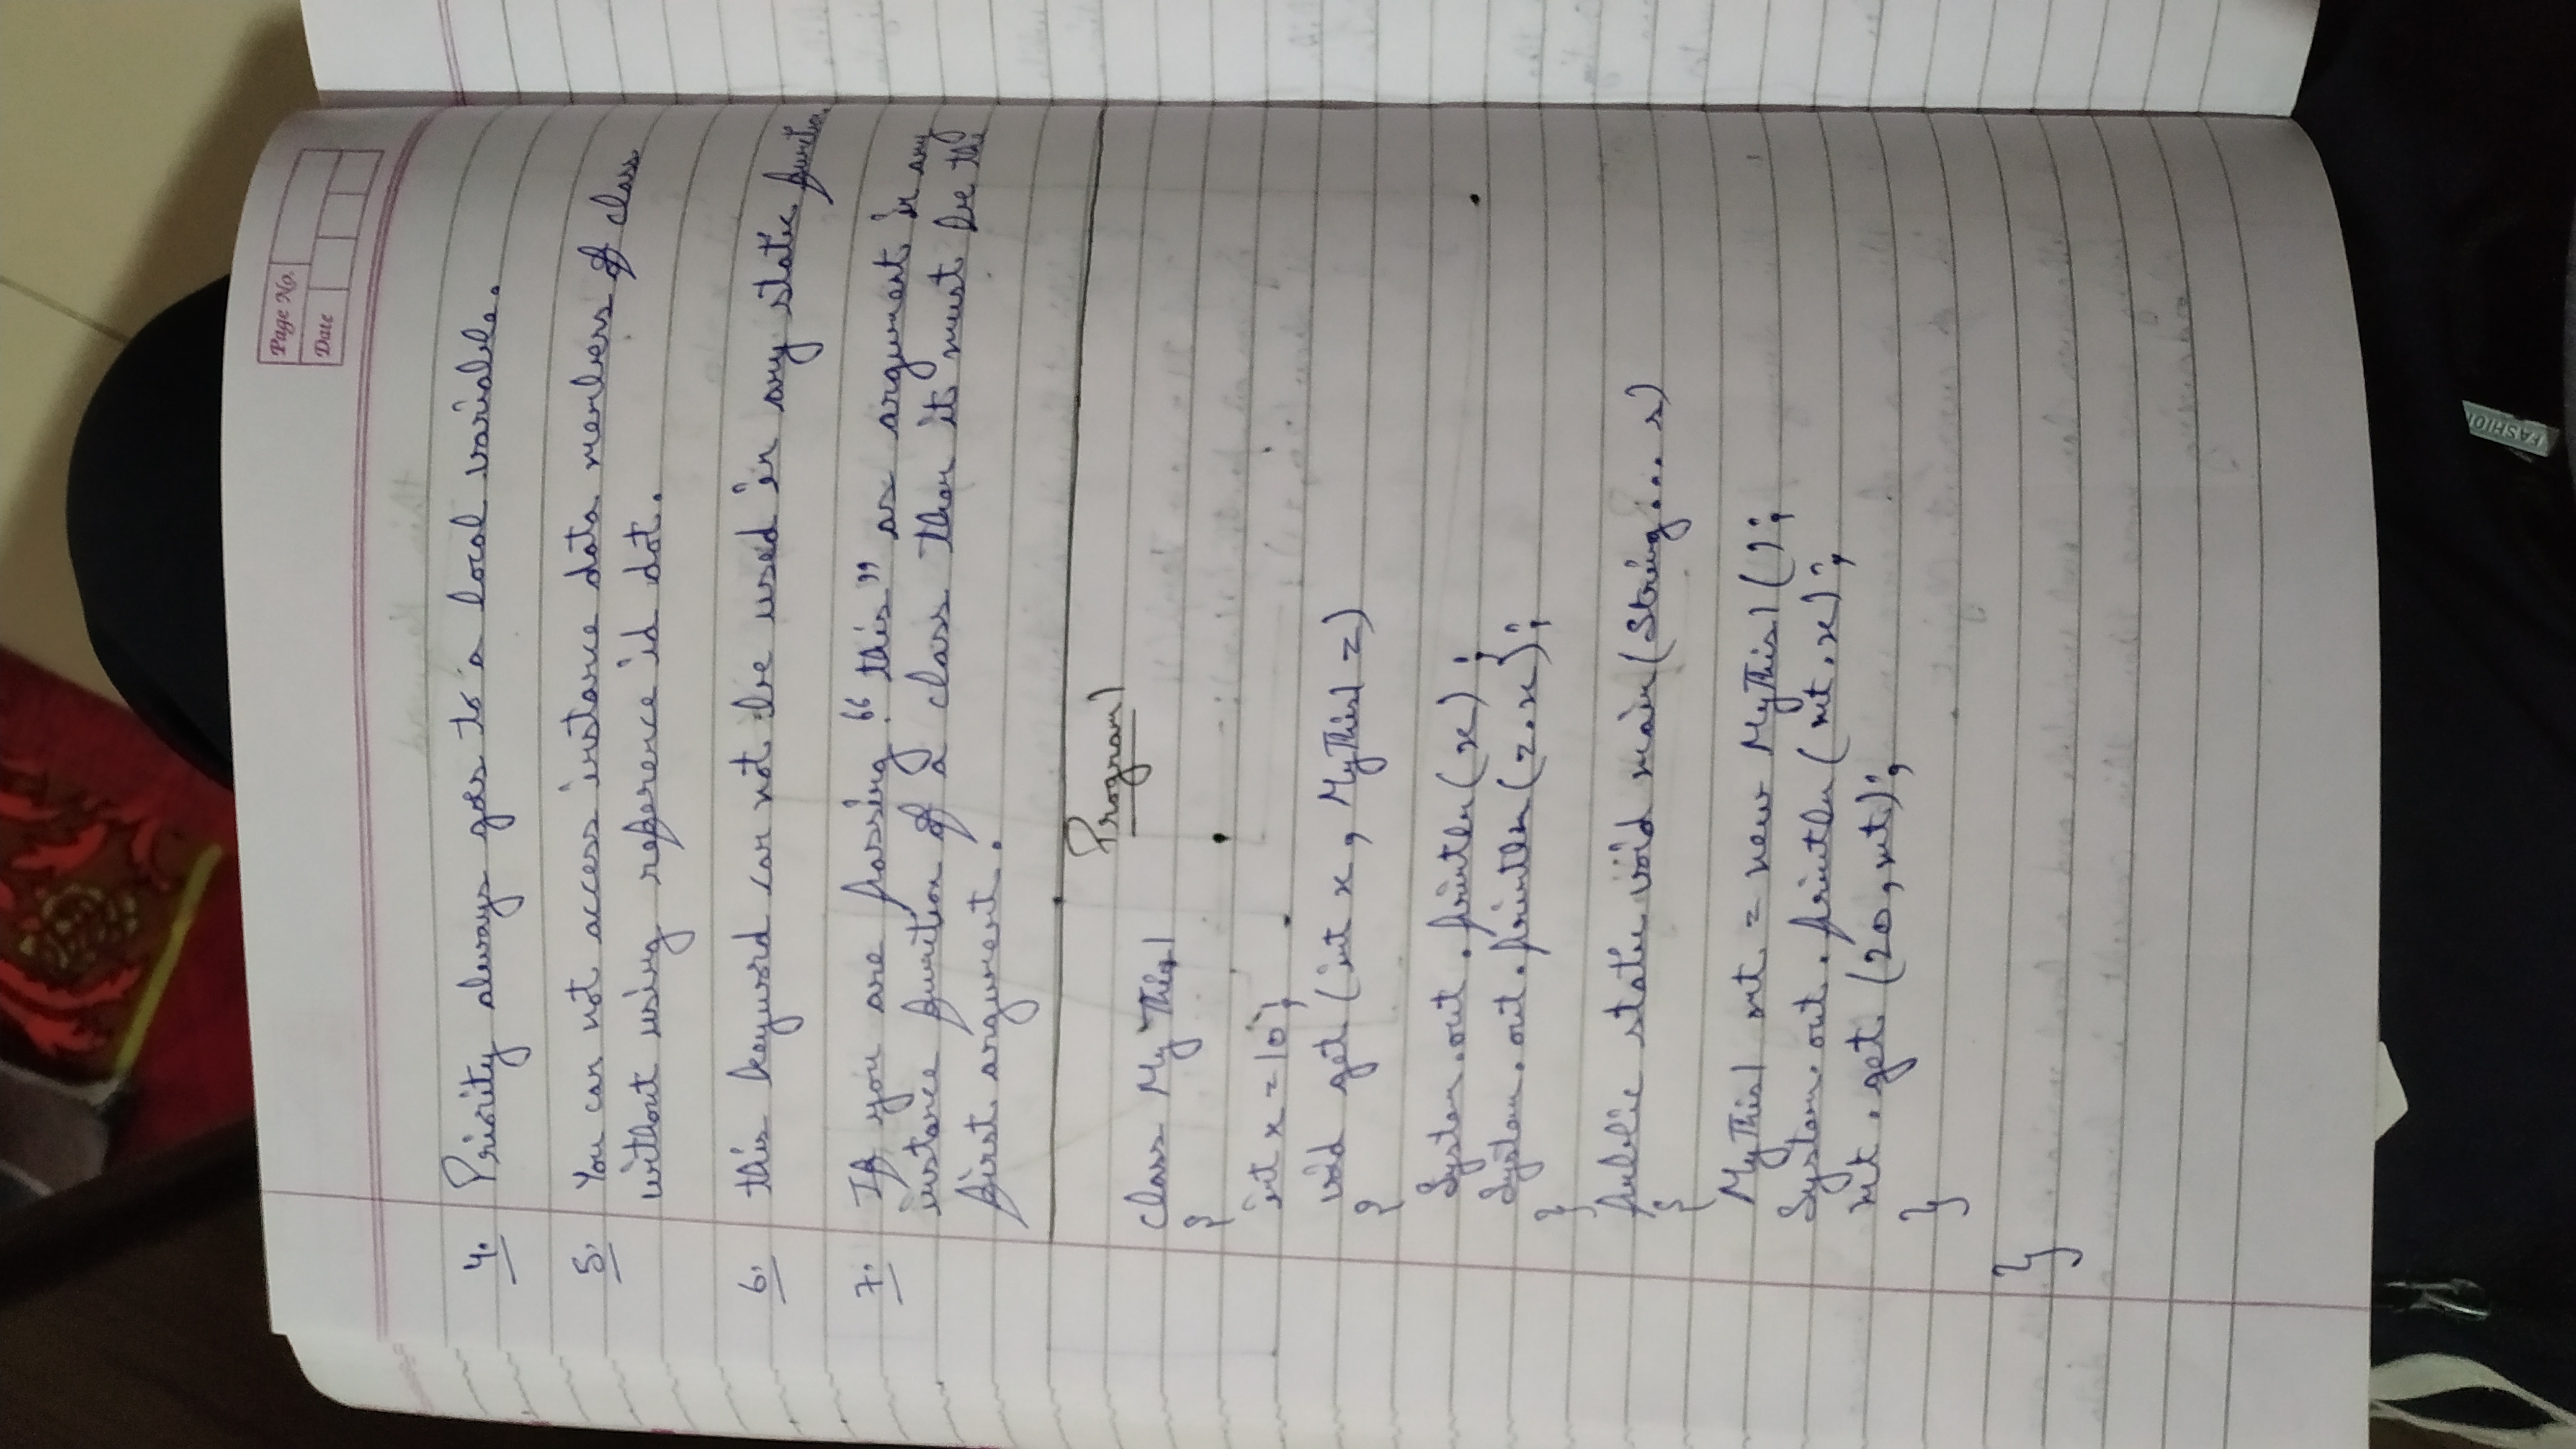 Page No.
Date
4. Priority always goes to a local variable.
5. You can not access instance data members of class
without using reference id dot.
6. this keyword can not be used in any static function.
7. If you are passing "this" as argument in any
instance function of a class then it must be the
first argument.
Program 1
class MyThis1
{
int x = 10;
void get (int x, MyThis1 z)
{
System.out.println(x);
System.out.println(z.x);
}
public static void main(String... s)
{
MyThis1 mt = new MyThis1();
System.out.println(mt.x);
mt.get (20, mt);
}
}
FASHION